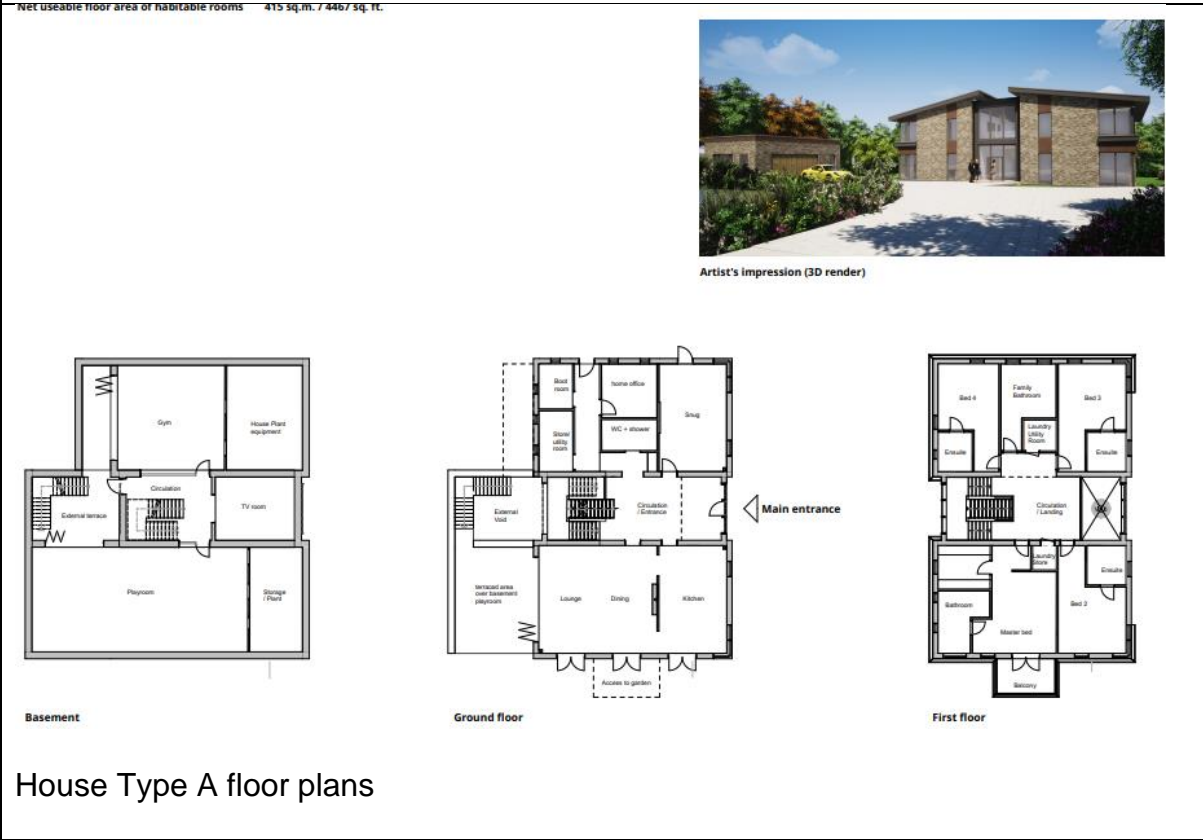 Net useable floor area of habitable rooms 415 sq.m. / 4467 sq. ft.
Artist's impression (3D render)
Gym
House Plant
equipment
Circulation
External terrace
TV room
Playroom
Storage
/ Plant
Basement
Boot
room
home office
Snug
WC + shower
Store/
utility
room
External
Void
Circulation
/ Entrance
Main entrance
terraced area
over basement
playroom
Lounge
Dining
Kitchen
Access to garden
Ground floor
Bed 4
Family
Bathroom
Bed 3
Laundry
Utility
Room
Ensuite
Ensuite
Circulation
/ Landing
Laundry
Store
Ensuite
Bathroom
Bed 2
Master bed
Balcony
First floor
House Type A floor plans